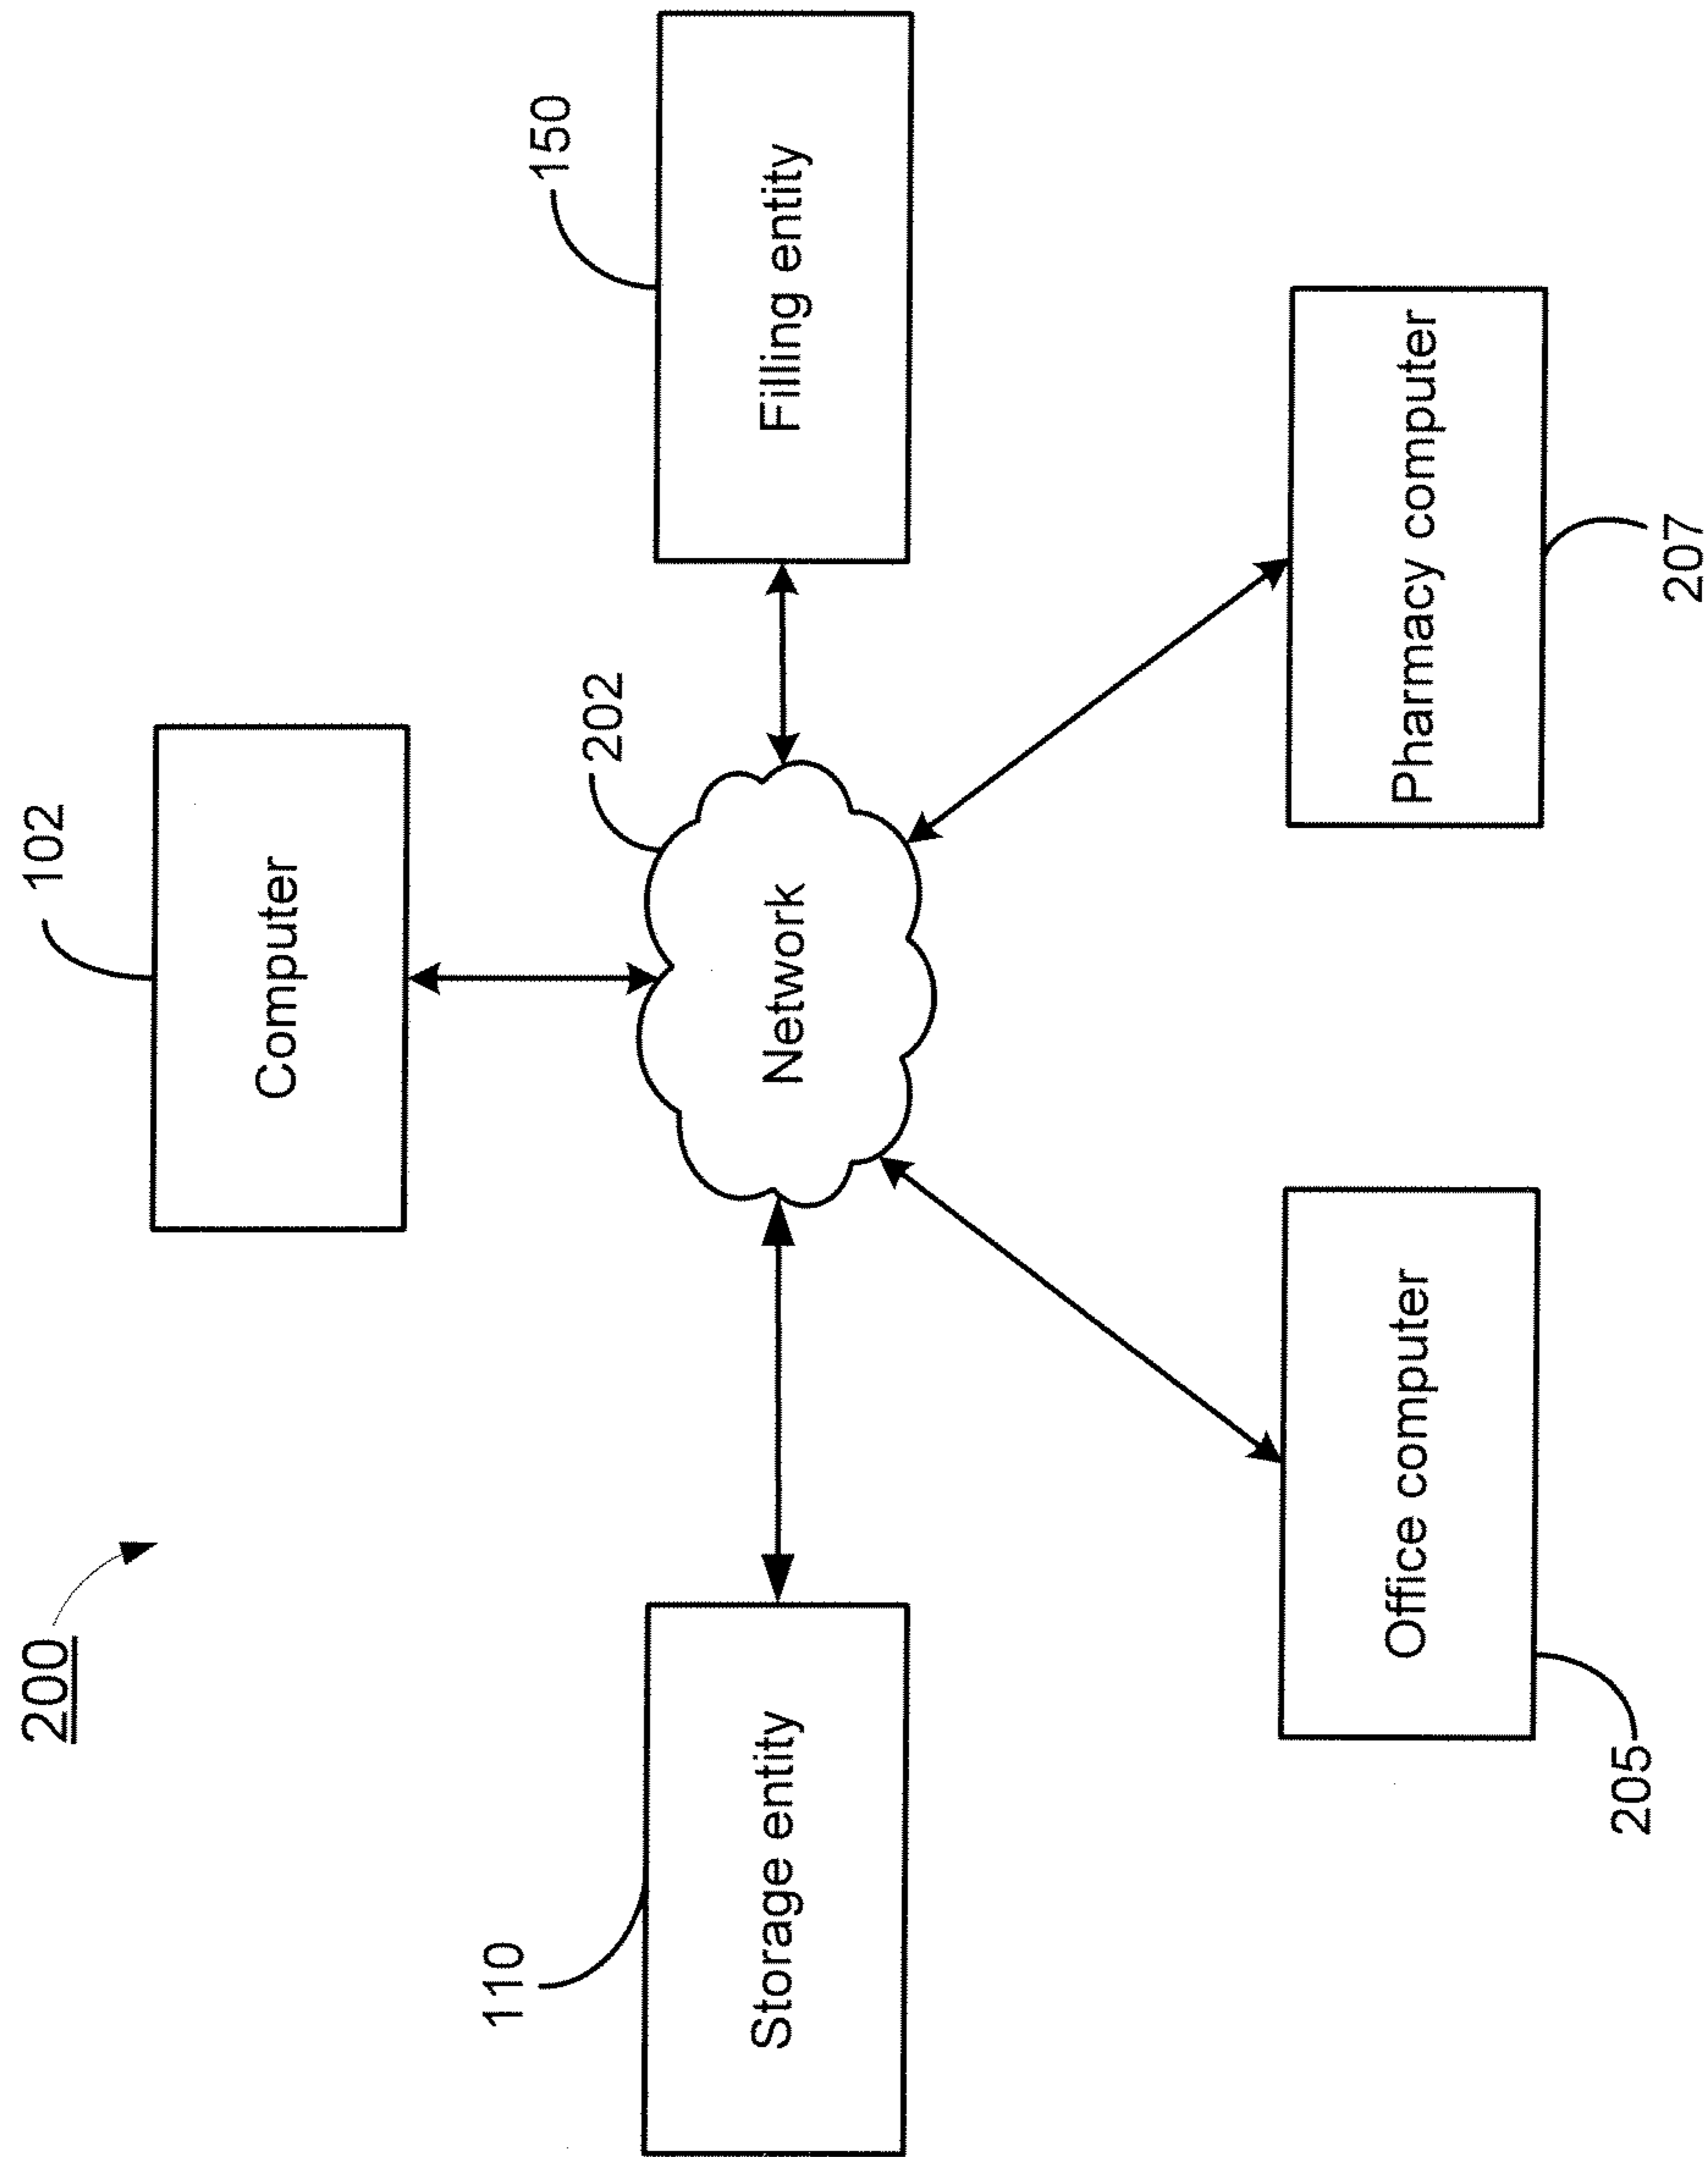 200
102
Computer
110
Storage entity
202
Network
150
Filling entity
Office computer
205
Pharmacy computer
207